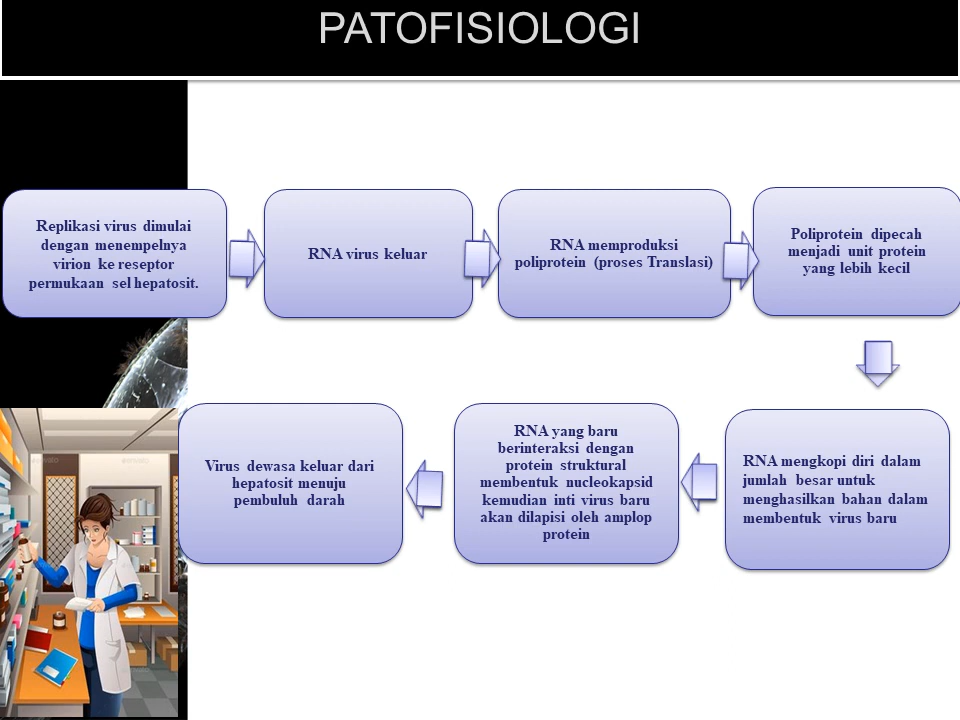 PATOFISIOLOGI
Replikasi virus dimulai
dengan menempelnya
virion ke reseptor
permukaan sel hepatosit.
RNA virus keluar
RNA memproduksi
poliprotein (proses Translasi)
Poliprotein dipecah
menjadi unit protein
yang lebih kecil
RNA mengkopi diri dalam
jumlah besar untuk
menghasilkan bahan dalam
membentuk virus baru
RNA yang baru
berinteraksi dengan
protein struktural
membentuk nucleokapsid
kemudian inti virus baru
akan dilapisi oleh amplop
protein
Virus dewasa keluar dari
hepatosit menuju
pembuluh darah